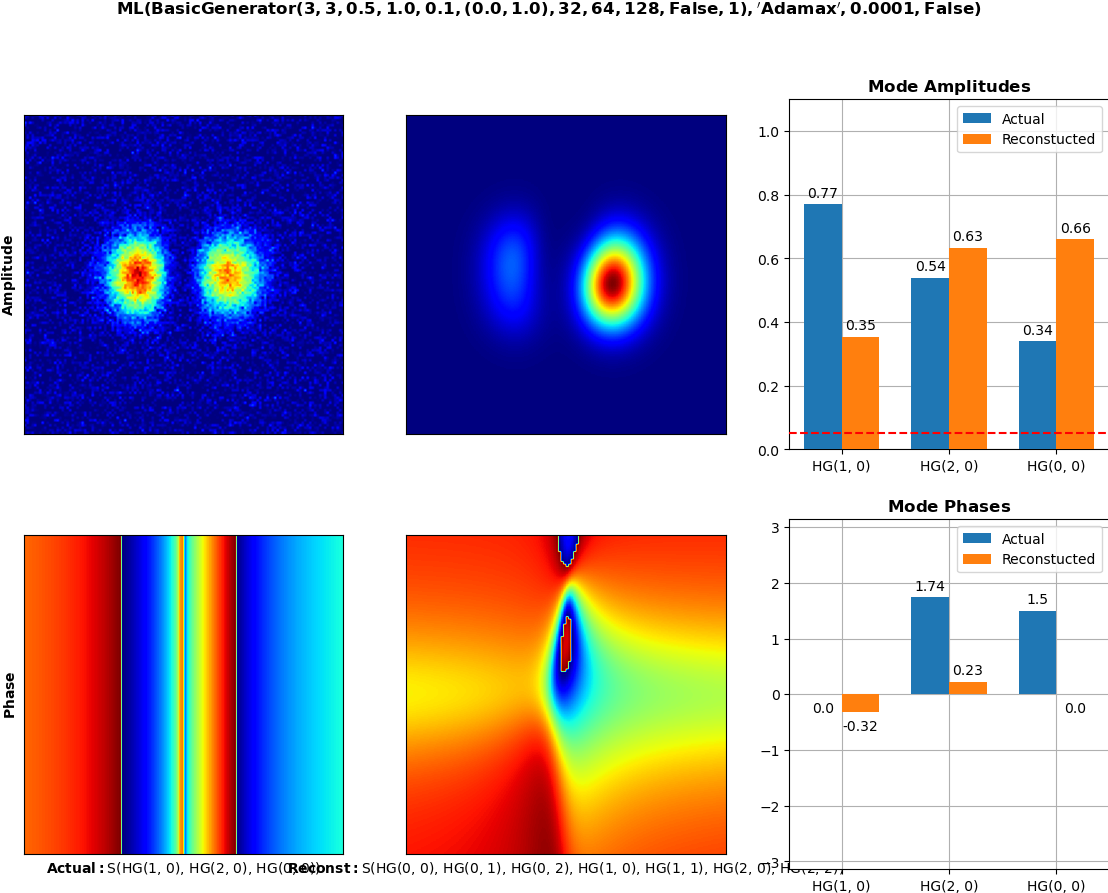 ML(BasicGenerator(3, 3, 0.5, 1.0, 0.1, (0.0, 1.0), 32, 64, 128, False, 1), ′Adamax′, 0.0001, False)
Amplitude
Mode Amplitudes
Actual
Reconstucted
1.0
0.8
0.6
0.4
0.2
0.0
0.77
0.35
0.54
0.63
0.34
0.66
HG(1, 0)
HG(2, 0)
HG(0, 0)
Phase
Mode Phases
Actual
Reconstucted
3
2
1
0
−1
−2
−3
0.0
-0.32
1.74
0.23
1.5
0.0
HG(1, 0)
HG(2, 0)
HG(0, 0)
Actual: S(HG(1, 0), HG(2, 0), HG(0, 0))
Reconst: S(HG(0, 0), HG(0, 1), HG(0, 2), HG(1, 0), HG(1, 1), HG(2, 0), HG(2, 2))